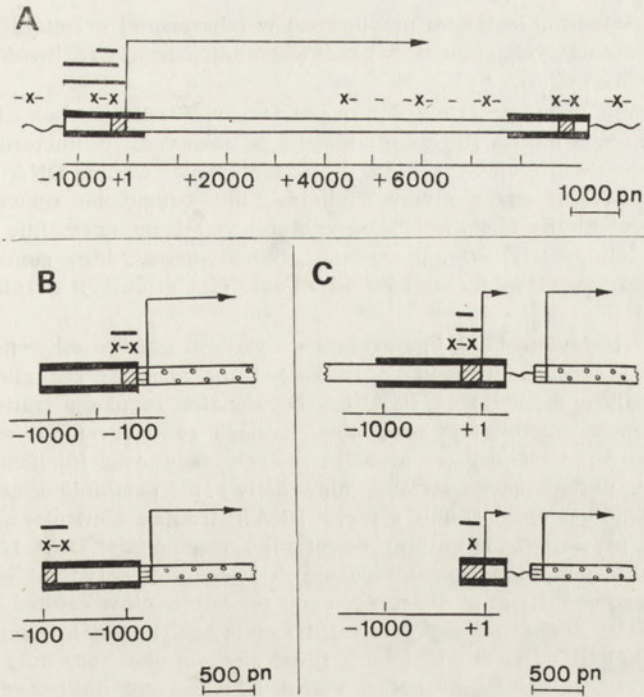 A
-x- x-x -x- -x- -x- x-x -x-
-1000 +1 +2000 +4000 +6000
1000 pn
B
x-x
-1000 -100
x-x
-100 -1000
500 pn
C
x-x
-1000 +1
x
-1000 +1
500 pn